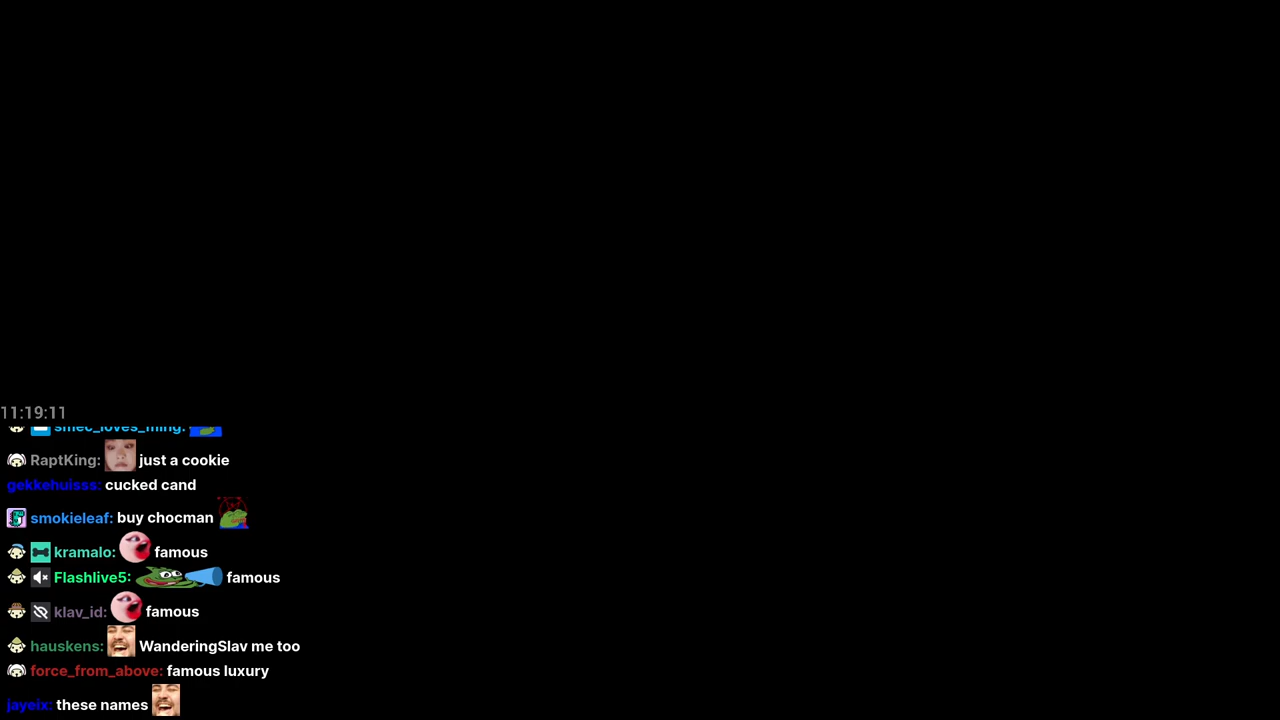 11:19:11
smec_loves_ming:
RaptKing: just a cookie
gekkehuisss: cucked cand
smokieleaf: buy chocman
kramalo: famous
Flashlive5: famous
klav_id: famous
hauskens: WanderingSlav me too
force_from_above: famous luxury
jayeix: these names